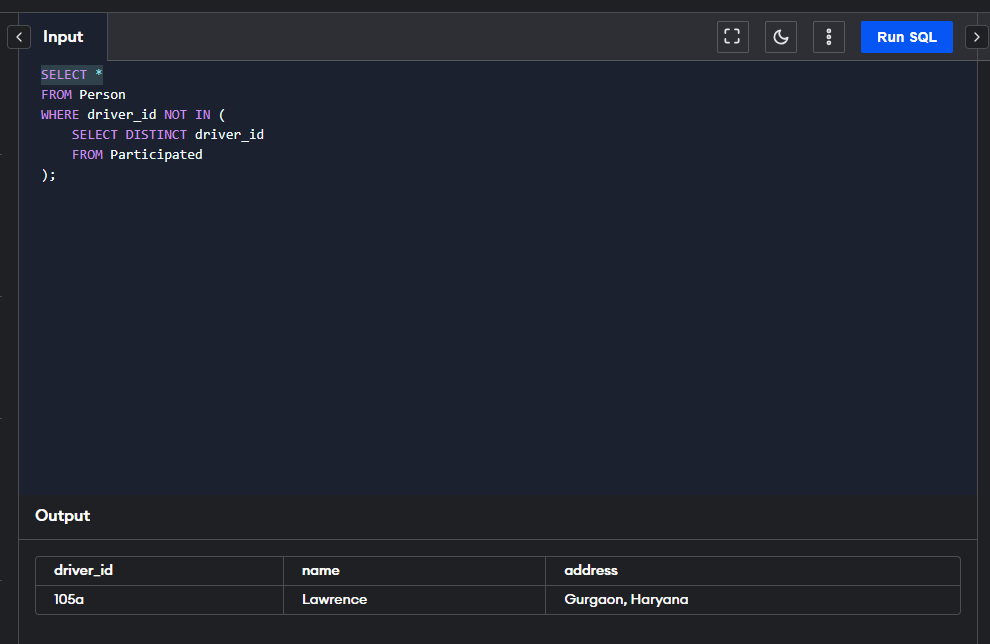 Input
Run SQL
SELECT *
FROM Person
WHERE driver_id NOT IN (
    SELECT DISTINCT driver_id
    FROM Participated
);
Output
driver_id name address
105a Lawrence Gurgaon, Haryana